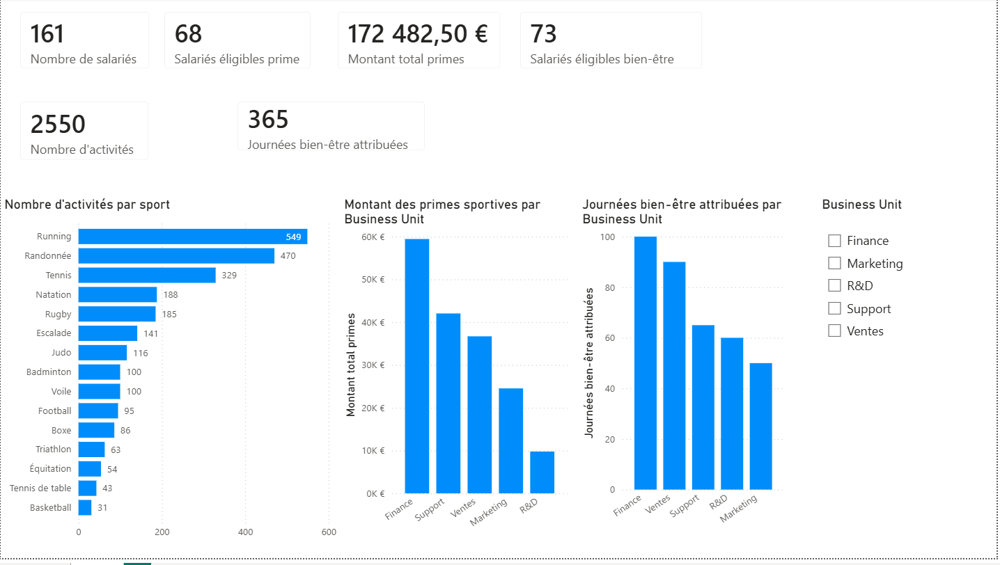 161
Nombre de salariés
68
Salariés éligibles prime
172 482,50 €
Montant total primes
73
Salariés éligibles bien-être
2550
Nombre d'activités
365
Journées bien-être attribuées
Nombre d'activités par sport
Running
549
Randonnée
470
Tennis
329
Natation
188
Rugby
185
Escalade
141
Judo
116
Badminton
100
Voile
100
Football
95
Boxe
86
Triathlon
63
Équitation
54
Tennis de table
43
Basketball
31
0
200
400
600
Montant des primes sportives par
Business Unit
Montant total primes
60K €
50K €
40K €
30K €
20K €
10K €
0K €
Finance
Support
Ventes
Marketing
R&D
Journées bien-être attribuées par
Business Unit
Journées bien-être attribuées
100
80
60
40
20
0
Finance
Ventes
Support
R&D
Marketing
Business Unit
Finance
Marketing
R&D
Support
Ventes